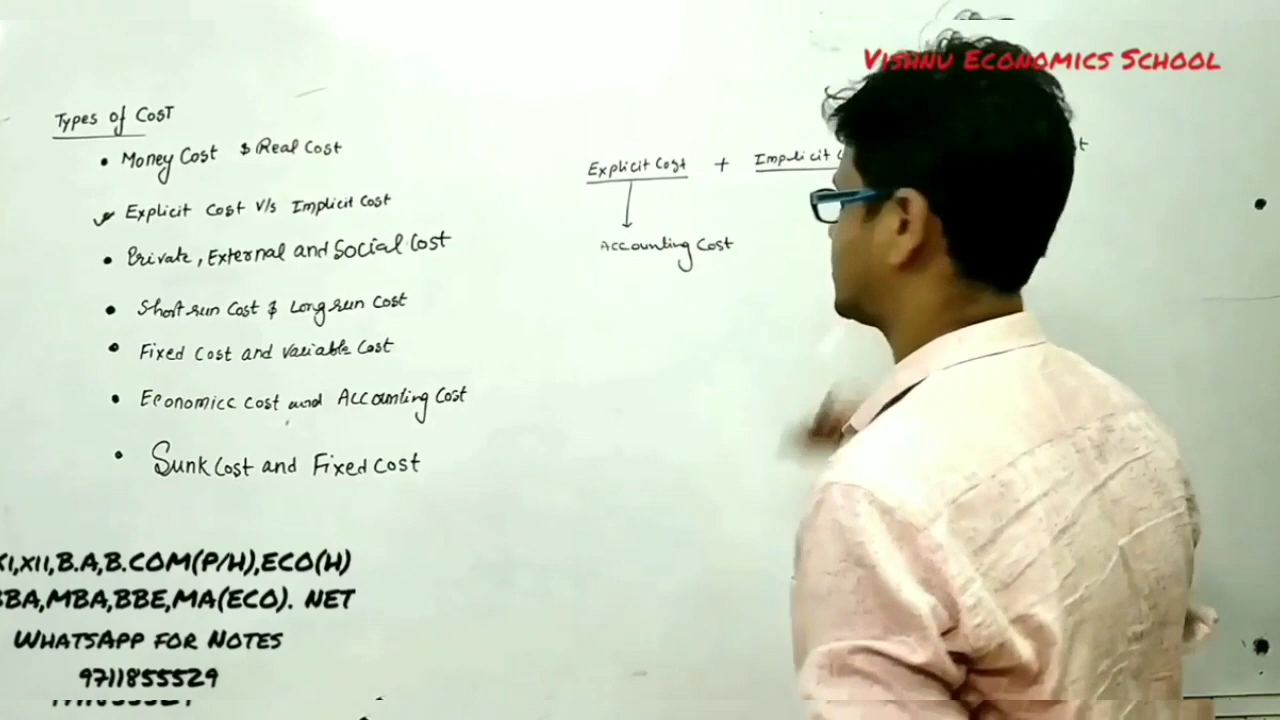 Vishnu Economics School
Types of Cost
• Money Cost & Real Cost
Explicit Cost V/s Implicit Cost
• Private, External and Social Cost
• Short run Cost & Long run Cost
• Fixed Cost and Variable Cost
• Economicc Cost and Accounting Cost
• Sunk Cost and Fixed Cost
Explicit Cost + Implicit
Accounting Cost
XI,XII,B.A,B.COM(P/H),ECO(H)
BBA,MBA,BBE,MA(ECO). NET
WhatsApp for Notes
9711855529